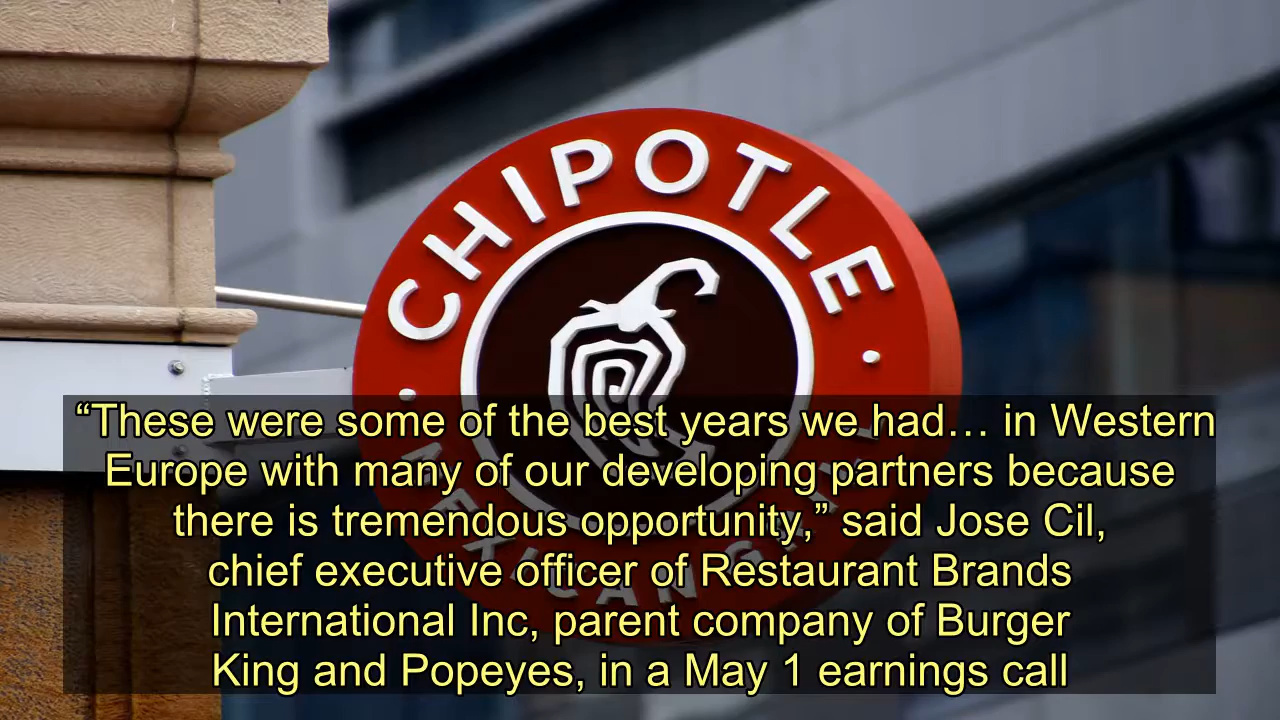 CHIPOTLE
MEXICAN GRILL
“These were some of the best years we had… in Western
Europe with many of our developing partners because
there is tremendous opportunity,” said Jose Cil,
chief executive officer of Restaurant Brands
International Inc, parent company of Burger
King and Popeyes, in a May 1 earnings call